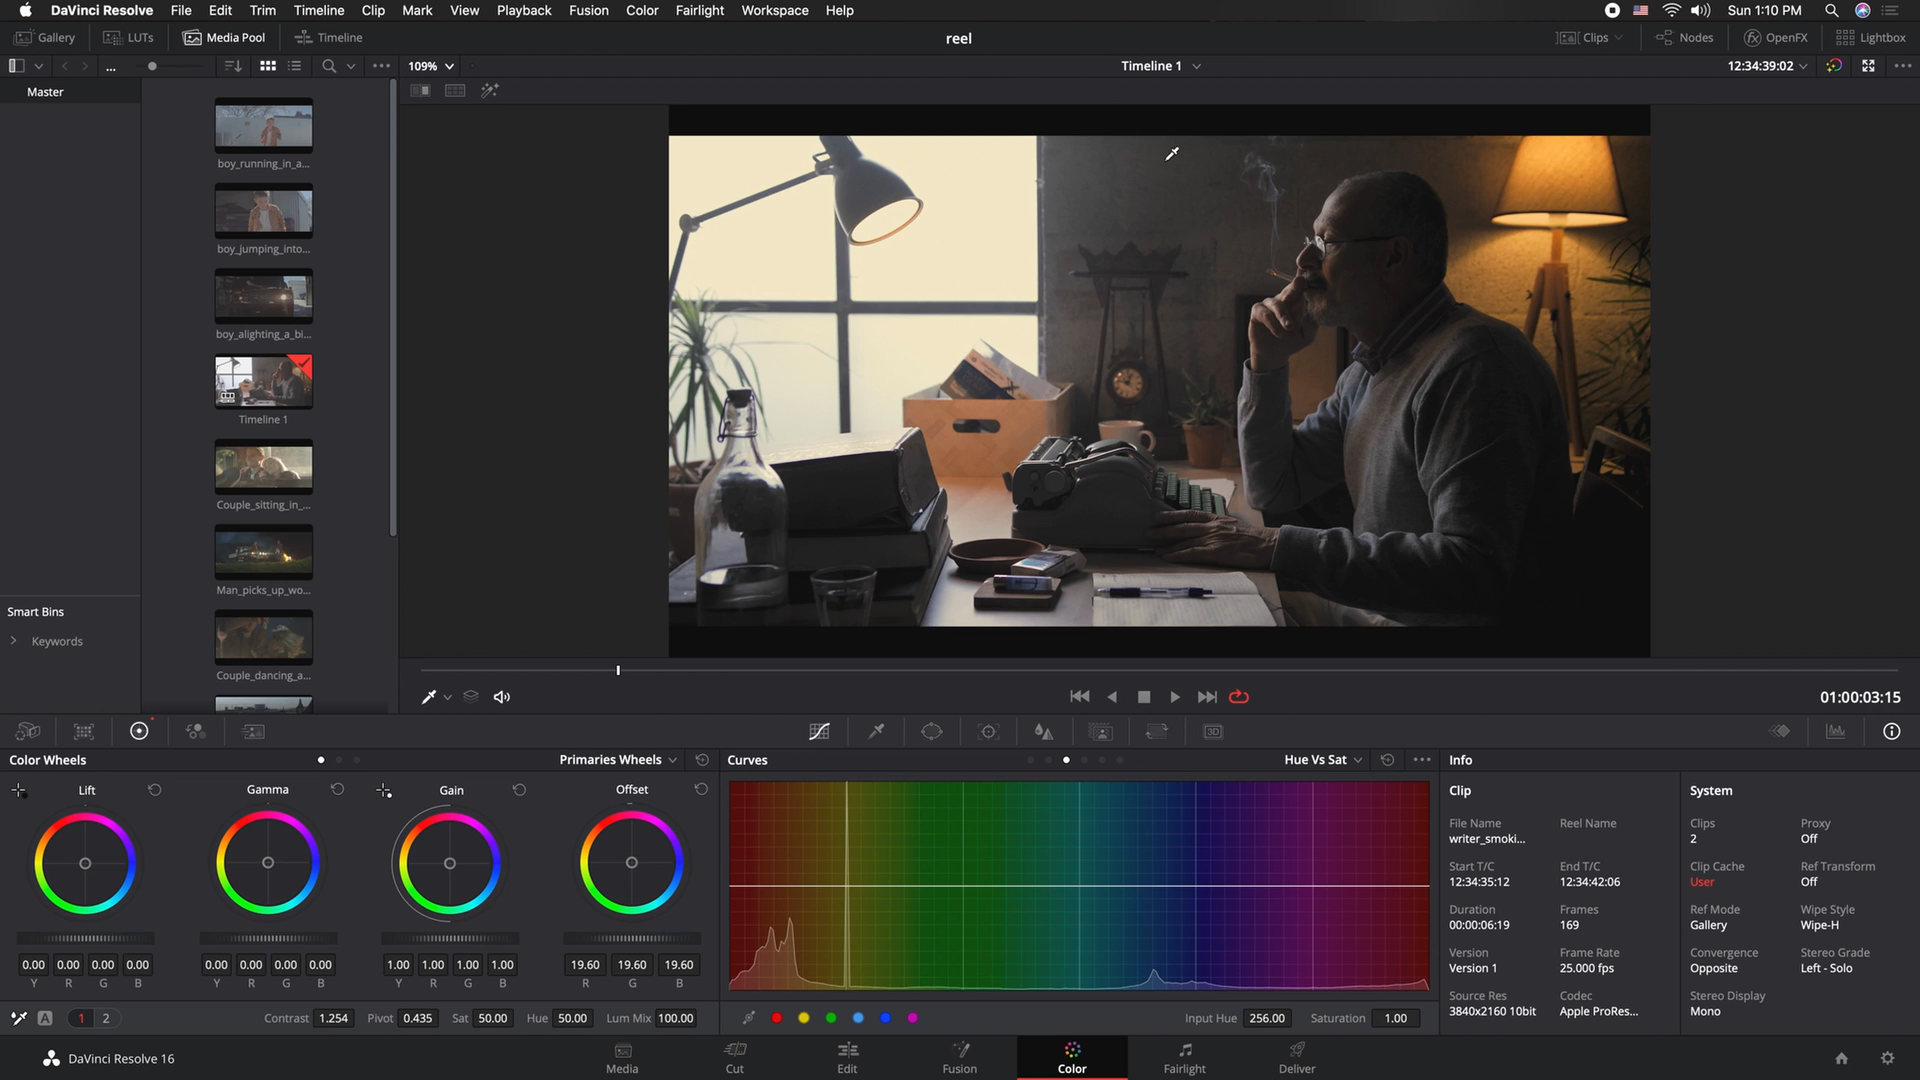 DaVinci Resolve File Edit Trim Timeline Clip Mark View Playback Fusion Color Fairlight Workspace Help Sun 1:10 PM
Gallery LUTs Media Pool Timeline reel Clips Nodes OpenFX Lightbox
... 109% Timeline 1 12:34:39:02
Master
boy_running_in_a...
boy_jumping_into...
boy_alighting_a_bi...
Timeline 1
Couple_sitting_in_...
Man_picks_up_wo...
Couple_dancing_a...
Smart Bins
Keywords
01:00:03:15
3D
Color Wheels Primaries Wheels Curves Hue Vs Sat Info
Lift Gamma Gain Offset
0.00 0.00 0.00 0.00 0.00 0.00 0.00 0.00 1.00 1.00 1.00 1.00 19.60 19.60 19.60
Y R G B Y R G B Y R G B R G B
A 1 2 Contrast 1.254 Pivot 0.435 Sat 50.00 Hue 50.00 Lum Mix 100.00 Input Hue 256.00 Saturation 1.00
Clip System
File Name Reel Name Clips Proxy
writer_smoki... 2 Off
Start T/C End T/C Clip Cache Ref Transform
12:34:35:12 12:34:42:06 User Off
Duration Frames Ref Mode Wipe Style
00:00:06:19 169 Gallery Wipe-H
Version Frame Rate Convergence Stereo Grade
Version 1 25.000 fps Opposite Left - Solo
Source Res Codec Stereo Display
3840x2160 10bit Apple ProRes... Mono
DaVinci Resolve 16 Media Cut Edit Fusion Color Fairlight Deliver